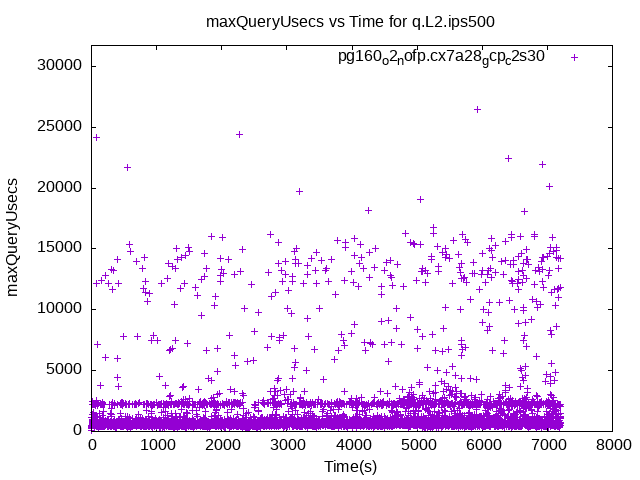 maxQueryUsecs vs Time for q.L2.ips500
pg160o2nofp.cx7a28gcpc2s30
maxQueryUsecs
30000
25000
20000
15000
10000
5000
0
0 1000 2000 3000 4000 5000 6000 7000 8000
Time(s)